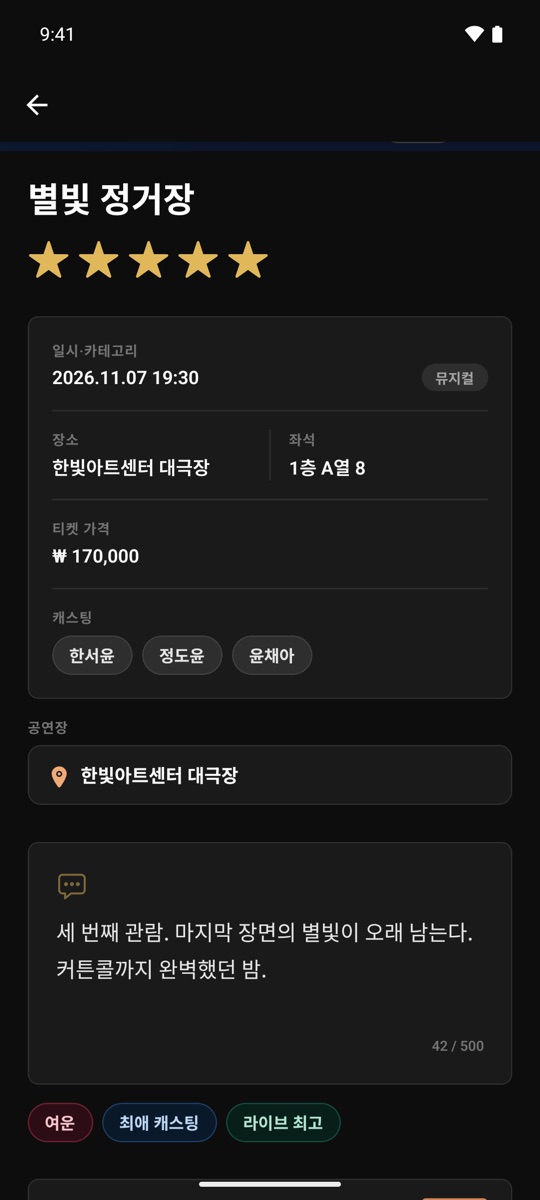 9:41
별빛 정거장
일시·카테고리
2026.11.07 19:30
뮤지컬
장소
좌석
한빛아트센터 대극장
1층 A열 8
티켓 가격
₩ 170,000
캐스팅
한서윤
정도윤
윤채아
공연장
한빛아트센터 대극장
세 번째 관람. 마지막 장면의 별빛이 오래 남는다.
커튼콜까지 완벽했던 밤.
42 / 500
여운
최애 캐스팅
라이브 최고